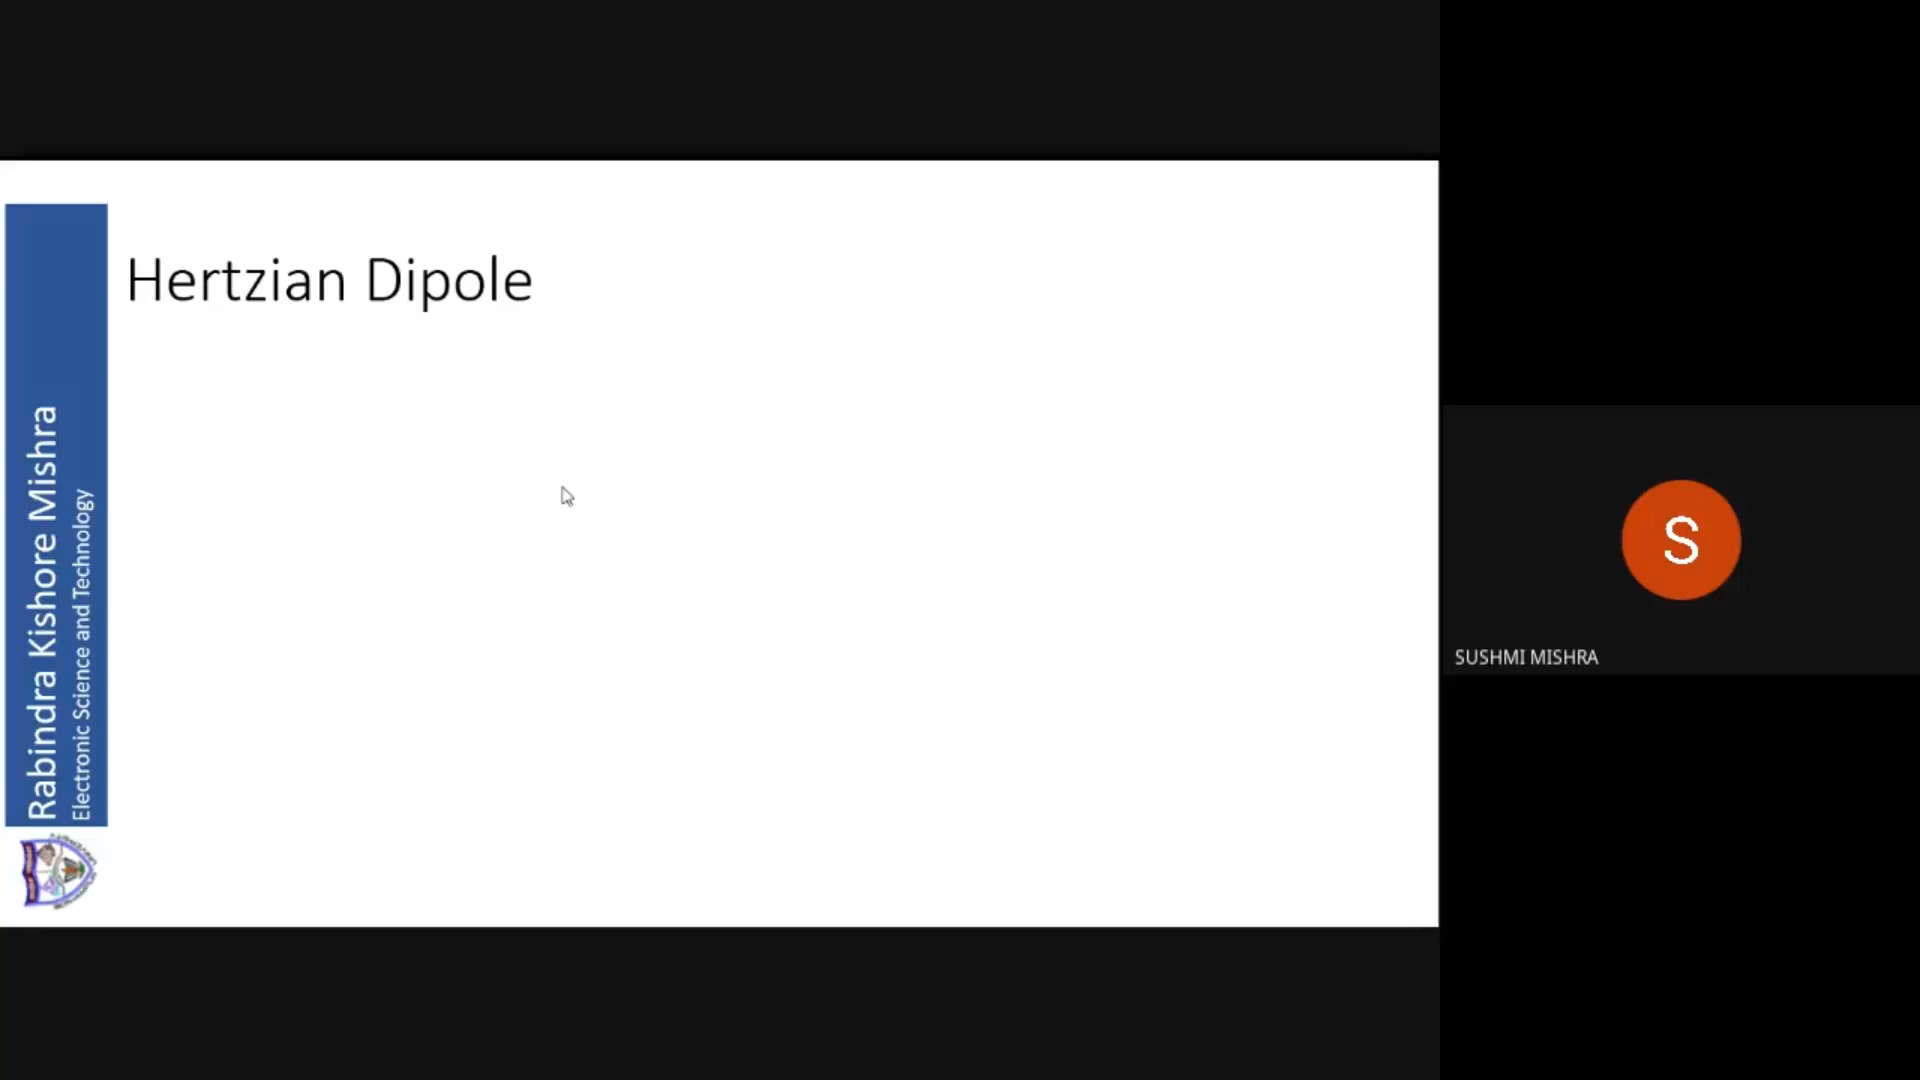 Hertzian Dipole
Rabindra Kishore Mishra
Electronic Science and Technology
S
SUSHMI MISHRA